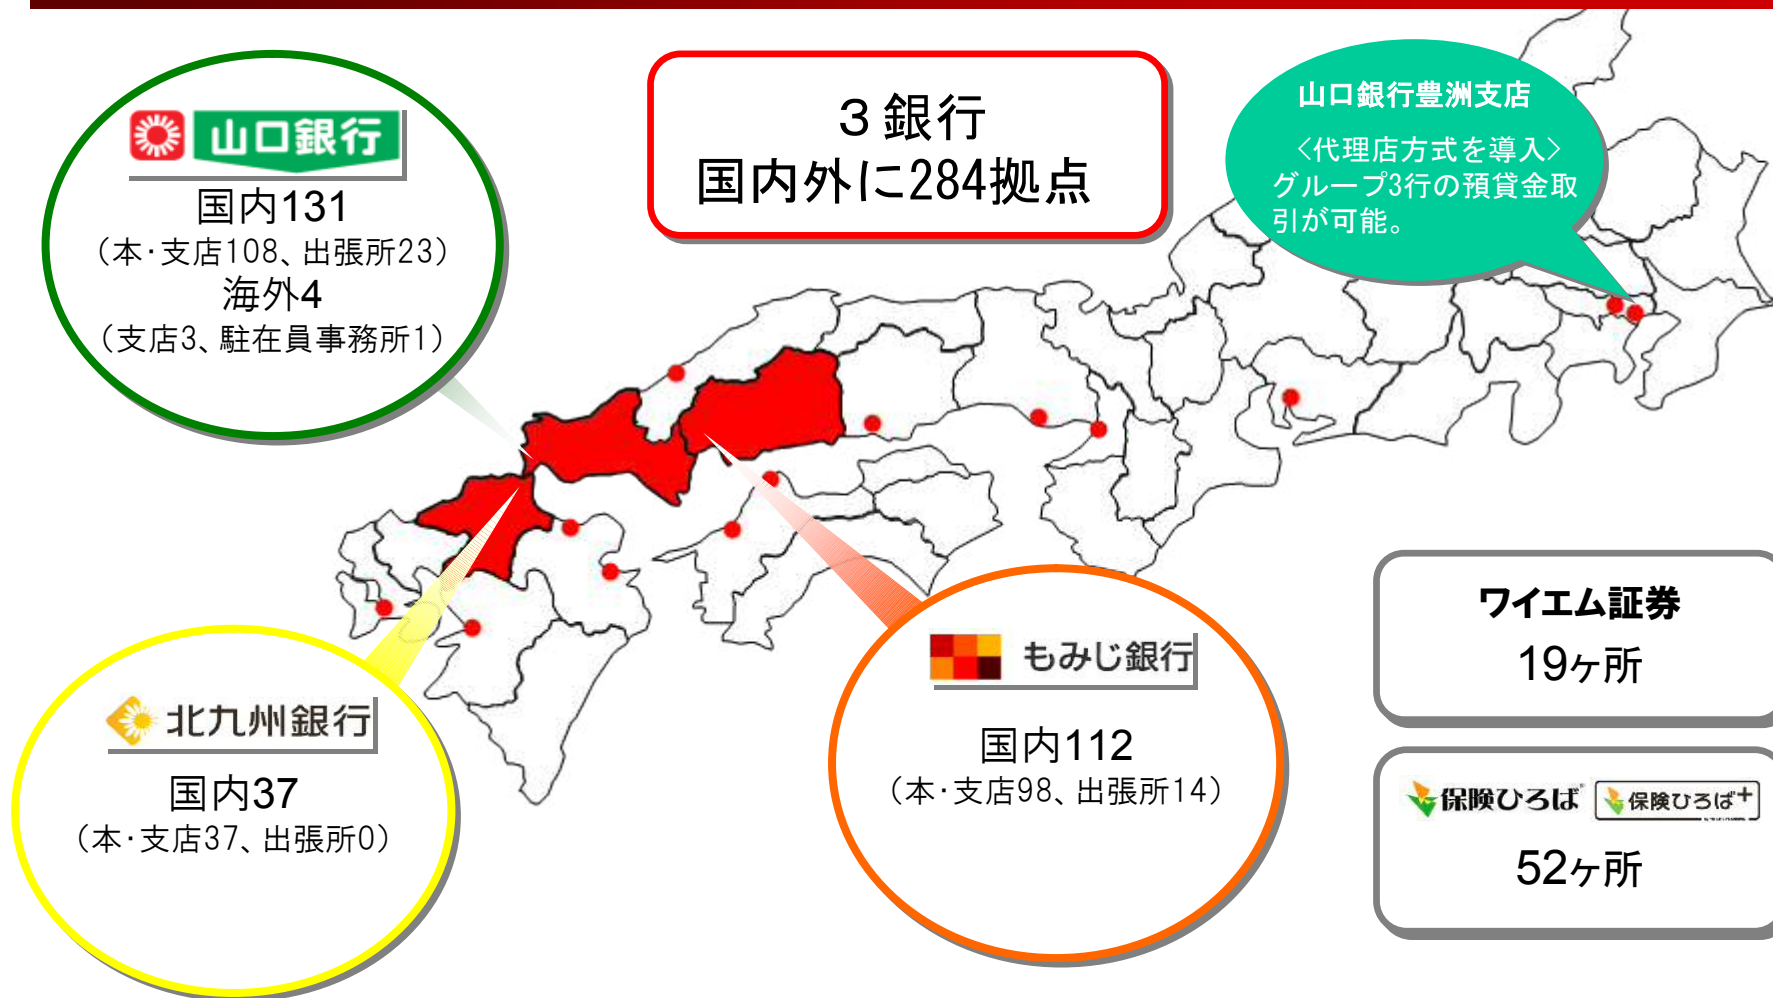 山口銀行
国内131
（本･支店108、出張所23）
海外4
（支店3、駐在員事務所1）
３銀行
国内外に284拠点
山口銀行豊洲支店
＜代理店方式を導入＞
グループ3行の預貸金取
引が可能。
北九州銀行
国内37
（本･支店37、出張所0）
もみじ銀行
国内112
（本･支店98、出張所14）
ワイエム証券
19ヶ所
保険ひろば 保険ひろば+
52ヶ所